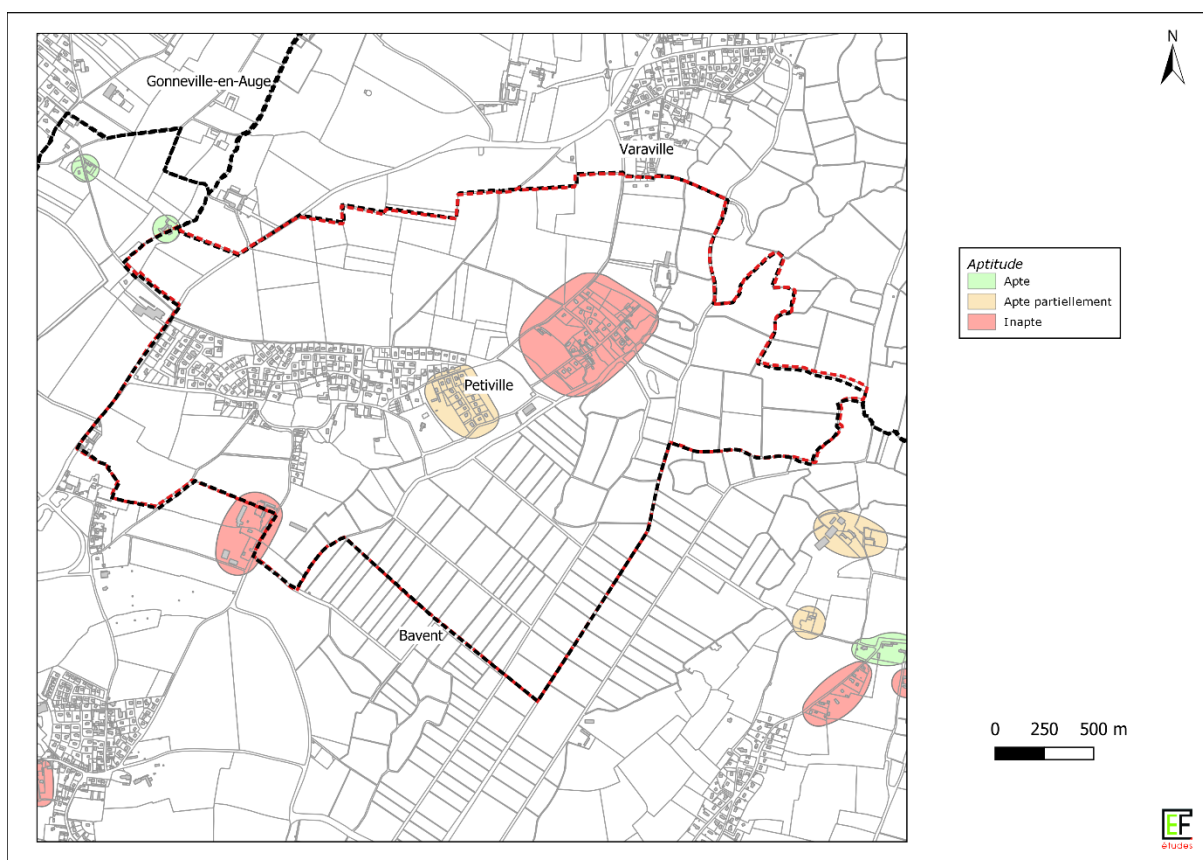 N
Gonneville-en-Auge
Varaville
Aptitude
Apte
Apte partiellement
Inapte
Petiville
Bavent
0 250 500 m
EF
études